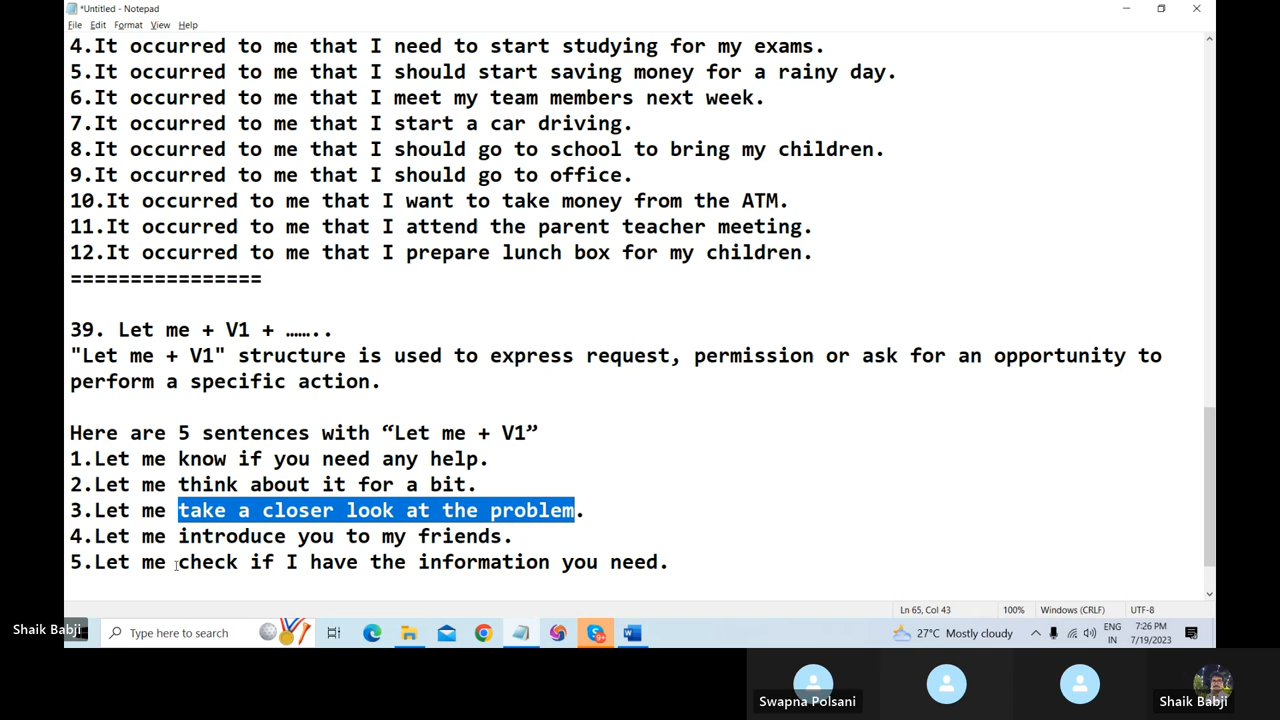 *Untitled - Notepad
File Edit Format View Help
4.It occurred to me that I need to start studying for my exams.
5.It occurred to me that I should start saving money for a rainy day.
6.It occurred to me that I meet my team members next week.
7.It occurred to me that I start a car driving.
8.It occurred to me that I should go to school to bring my children.
9.It occurred to me that I should go to office.
10.It occurred to me that I want to take money from the ATM.
11.It occurred to me that I attend the parent teacher meeting.
12.It occurred to me that I prepare lunch box for my children.
================
39. Let me + V1 + ……..
"Let me + V1" structure is used to express request, permission or ask for an opportunity to
perform a specific action.
Here are 5 sentences with “Let me + V1”
1.Let me know if you need any help.
2.Let me think about it for a bit.
3.Let me take a closer look at the problem.
4.Let me introduce you to my friends.
5.Let me check if I have the information you need.
Ln 65, Col 43 100% Windows (CRLF) UTF-8
Shaik Babji
Type here to search
27°C Mostly cloudy
ENG
IN
7:26 PM
7/19/2023
Swapna Polsani
Shaik Babji